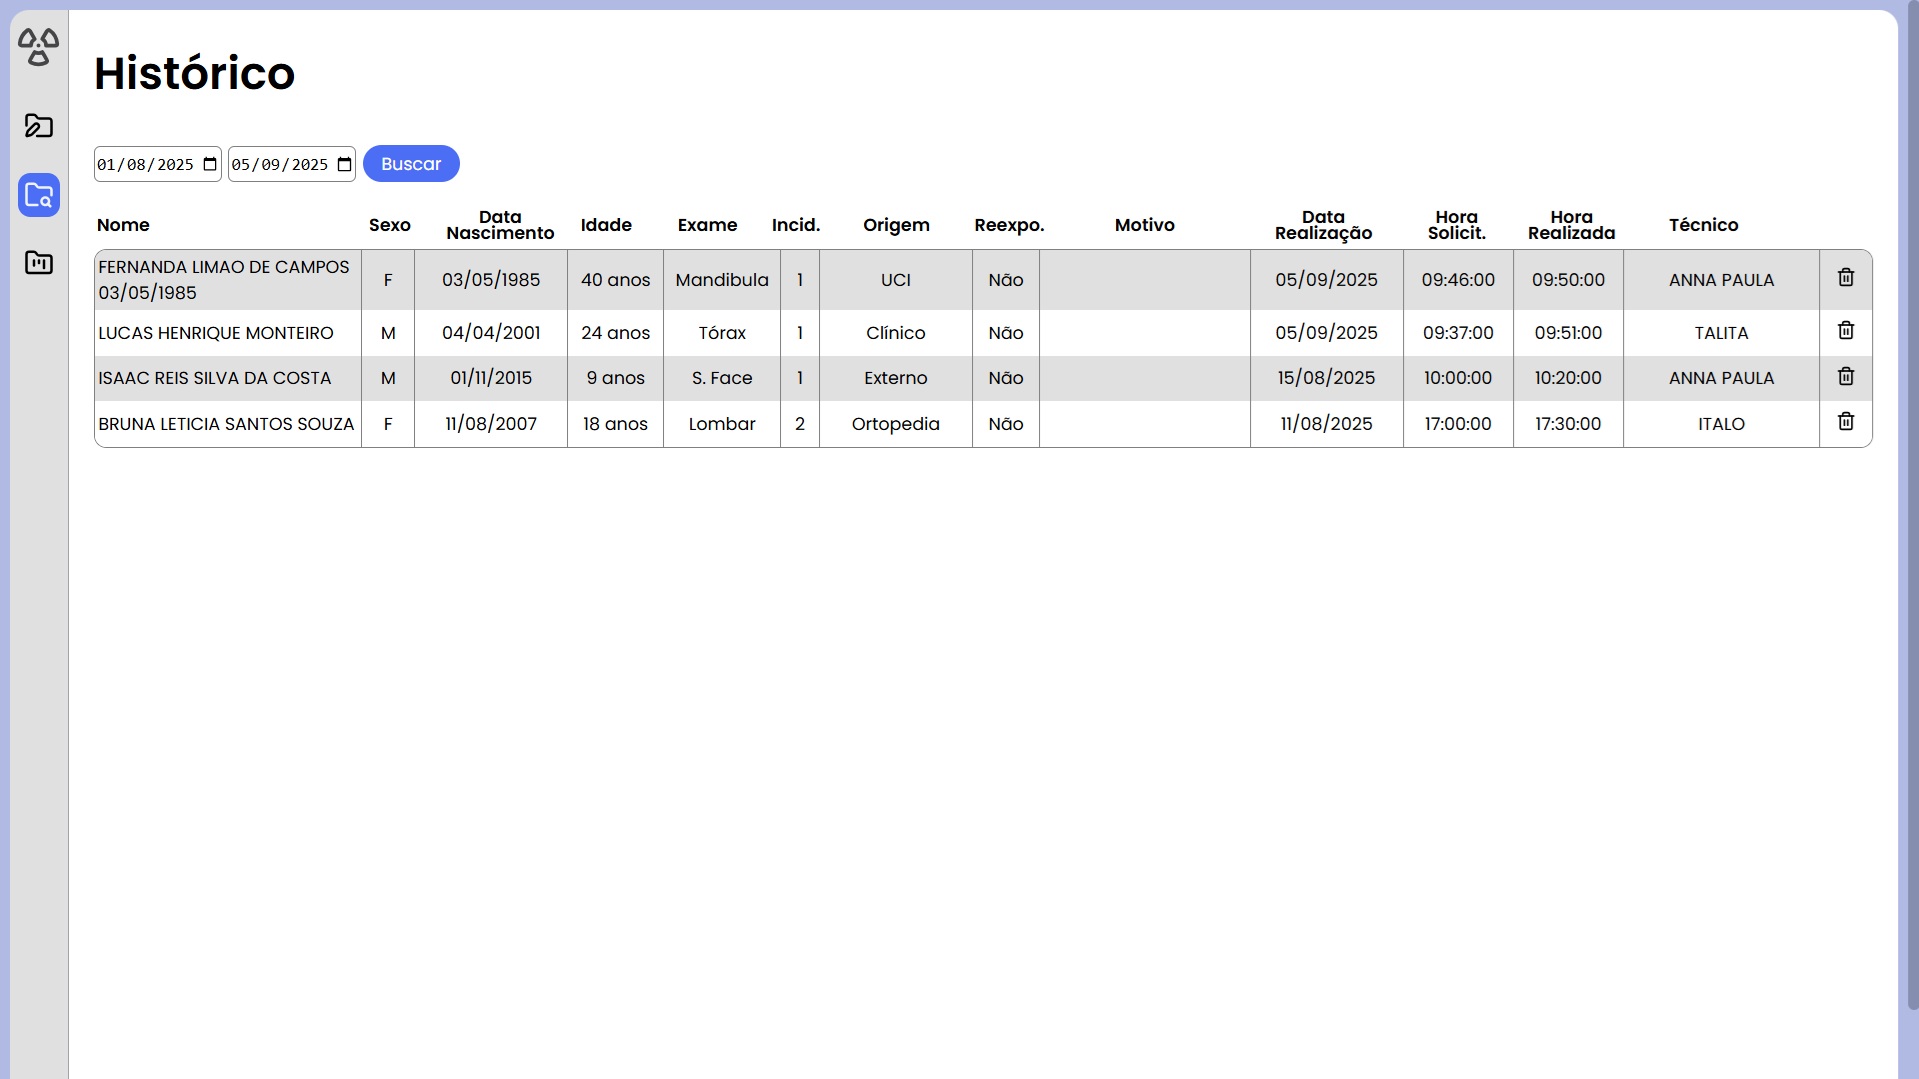 Histórico
01/08/2025 05/09/2025 Buscar
Nome Sexo Data Nascimento Idade Exame Incid. Origem Reexpo. Motivo Data Realização Hora Solicit. Hora Realizada Técnico
FERNANDA LIMAO DE CAMPOS 03/05/1985 F 03/05/1985 40 anos Mandibula 1 UCI Não 05/09/2025 09:46:00 09:50:00 ANNA PAULA
LUCAS HENRIQUE MONTEIRO M 04/04/2001 24 anos Tórax 1 Clínico Não 05/09/2025 09:37:00 09:51:00 TALITA
ISAAC REIS SILVA DA COSTA M 01/11/2015 9 anos S. Face 1 Externo Não 15/08/2025 10:00:00 10:20:00 ANNA PAULA
BRUNA LETICIA SANTOS SOUZA F 11/08/2007 18 anos Lombar 2 Ortopedia Não 11/08/2025 17:00:00 17:30:00 ITALO